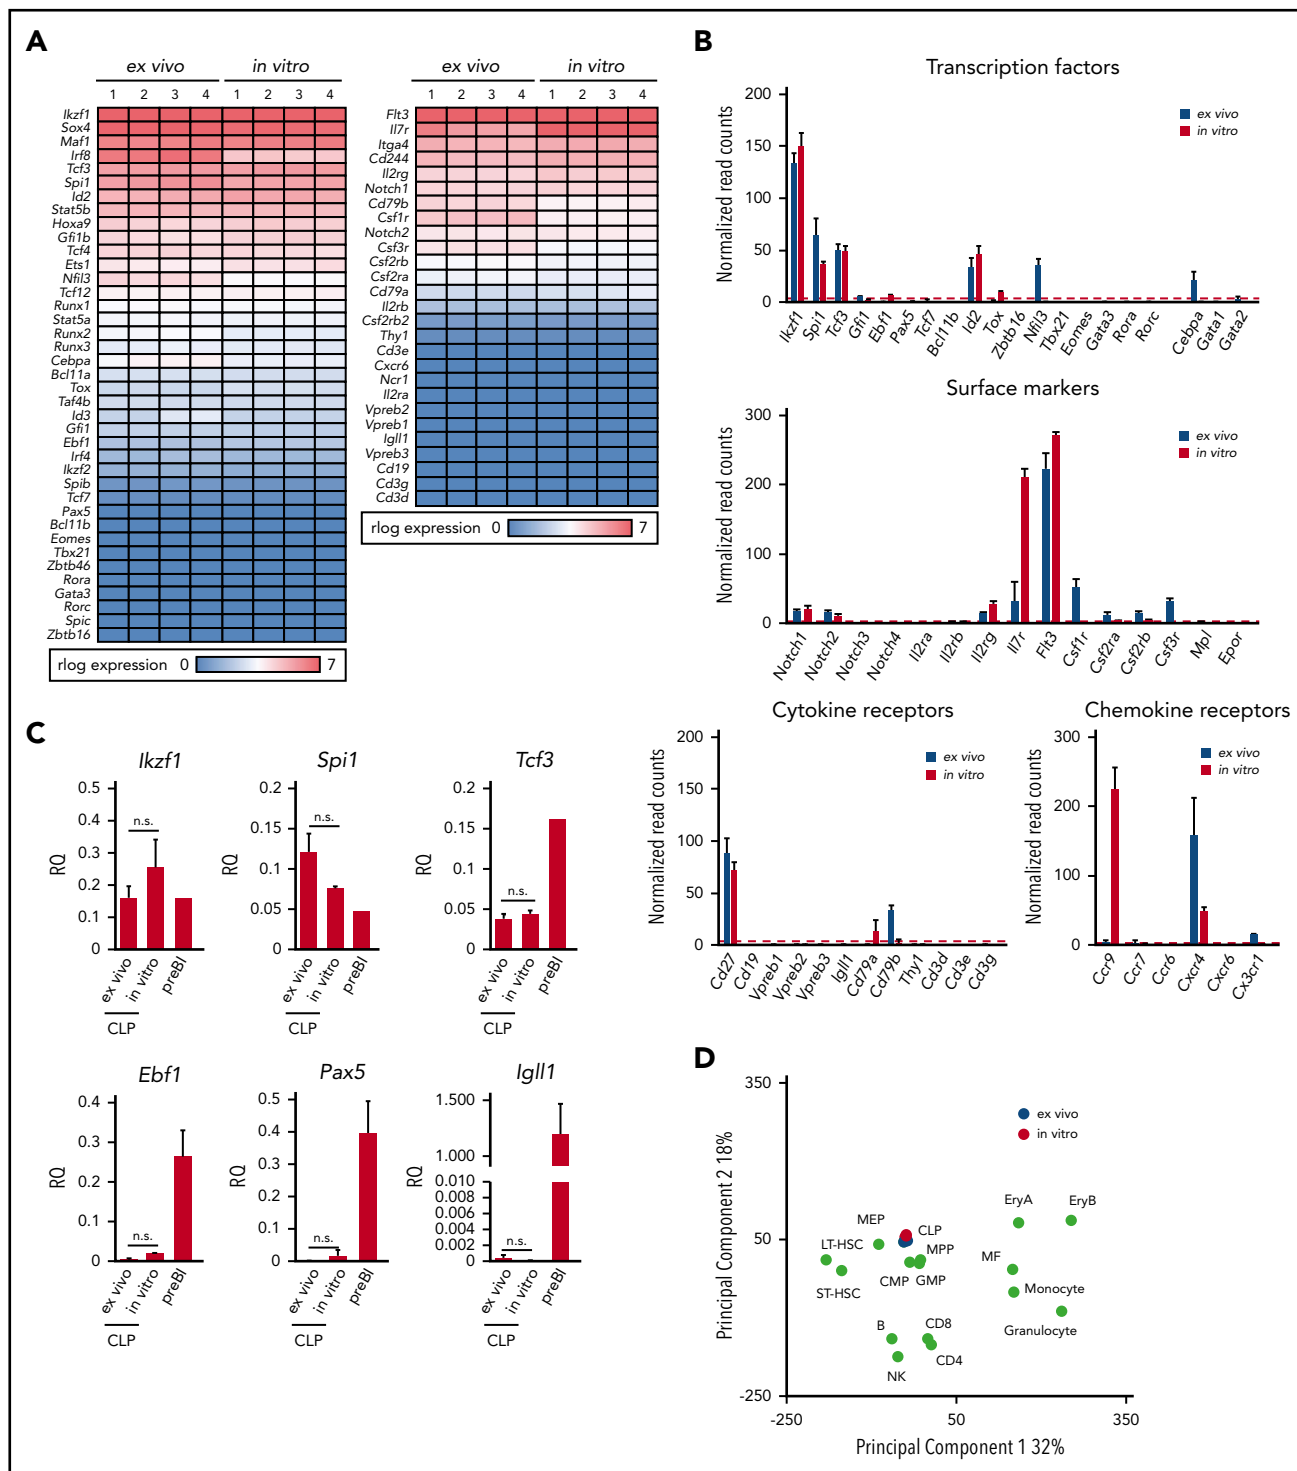 A
ex vivo
in vitro
1 2 3 4 1 2 3 4
Ikzf1
Sox4
Maf1
Irf8
Tcf3
Spi1
Id2
Stat5b
Hoxa9
Gfi1b
Tcf4
Ets1
Nfil3
Tcf12
Runx1
Stat5a
Runx2
Runx3
Cebpa
Bcl11a
Tox
Taf4b
Id3
Gfi1
Ebf1
Irf4
Ikzf2
Spib
Tcf7
Pax5
Bcl11b
Eomes
Tbx21
Zbtb46
Rora
Gata3
Rorc
Spic
Zbtb16
rlog expression 0 7
ex vivo
in vitro
1 2 3 4 1 2 3 4
Flt3
Il7r
Itga4
Cd244
Il2rg
Notch1
Cd79b
Csf1r
Notch2
Csf3r
Csf2rb
Csf2ra
Cd79a
Il2rb
Csf2rb2
Thy1
Cd3e
Cxcr6
Ncr1
Il2ra
Vpreb2
Vpreb1
Igll1
Vpreb3
Cd19
Cd3g
Cd3d
rlog expression 0 7
B
Transcription factors
Normalized read counts
200
150
100
50
0
ex vivo
in vitro
Ikzf1
Spi1
Tcf3
Gfi1
Ebf1
Pax5
Tcf7
Bcl11b
Id2
Tox
Zbtb16
Nfil3
Tbx21
Eomes
Gata3
Rora
Rorc
Cebpa
Gata1
Gata2
Surface markers
Normalized read counts
300
200
100
0
ex vivo
in vitro
Notch1
Notch2
Notch3
Notch4
Il2ra
Il2rb
Il2rg
Il7r
Flt3
Csf1r
Csf2ra
Csf2rb
Csf3r
Mpl
Epor
Cytokine receptors
Normalized read counts
200
150
100
50
0
ex vivo
in vitro
Cd27
Cd19
Vpreb1
Vpreb2
Vpreb3
Igll1
Cd79a
Cd79b
Thy1
Cd3d
Cd3e
Cd3g
Chemokine receptors
Normalized read counts
300
200
100
0
ex vivo
in vitro
Ccr9
Ccr7
Ccr6
Cxcr4
Cxcr6
Cx3cr1
C
Ikzf1
RQ
0.5
0.4
0.3
0.2
0.1
0
n.s.
ex vivo
in vitro
preBI
CLP
Spi1
RQ
0.2
0.15
0.1
0.05
0
n.s.
ex vivo
in vitro
preBI
CLP
Tcf3
RQ
0.2
0.15
0.1
0.05
0
n.s.
ex vivo
in vitro
preBI
CLP
Ebf1
RQ
0.4
0.3
0.2
0.1
0
n.s.
ex vivo
in vitro
preBI
CLP
Pax5
RQ
0.5
0.4
0.3
0.2
0.1
0
n.s.
ex vivo
in vitro
preBI
CLP
Igll1
RQ
1.500
1.000
0.010
0.008
0.006
0.004
0.002
0.000
n.s.
ex vivo
in vitro
preBI
CLP
D
Principal Component 2 18%
350
50
-250
ex vivo
in vitro
EryA
EryB
MEP
CLP
LT-HSC
MPP
MF
ST-HSC
CMP
GMP
Monocyte
Granulocyte
B
CD8
NK
CD4
-250 50 350
Principal Component 1 32%